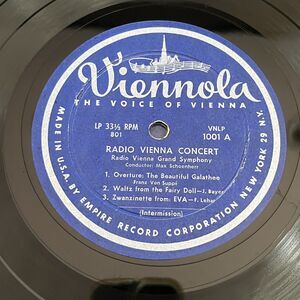 Viennola
THE VOICE OF VIENNA
LP 33⅓ RPM
801
VNLP
1001 A
RADIO VIENNA CONCERT
Radio Vienna Grand Symphony
Conductor: Max Schoenherr
1. Overture: The Beautiful Galathee
Franz Von Suppi
2. Waltz from the Fairy Doll—J. Bayer
3. Zwanzinette from: EVA—F. Lehar
(Intermission)
MADE IN U.S.A. BY EMPIRE RECORD CORPORATION NEW YORK 29 N.Y.